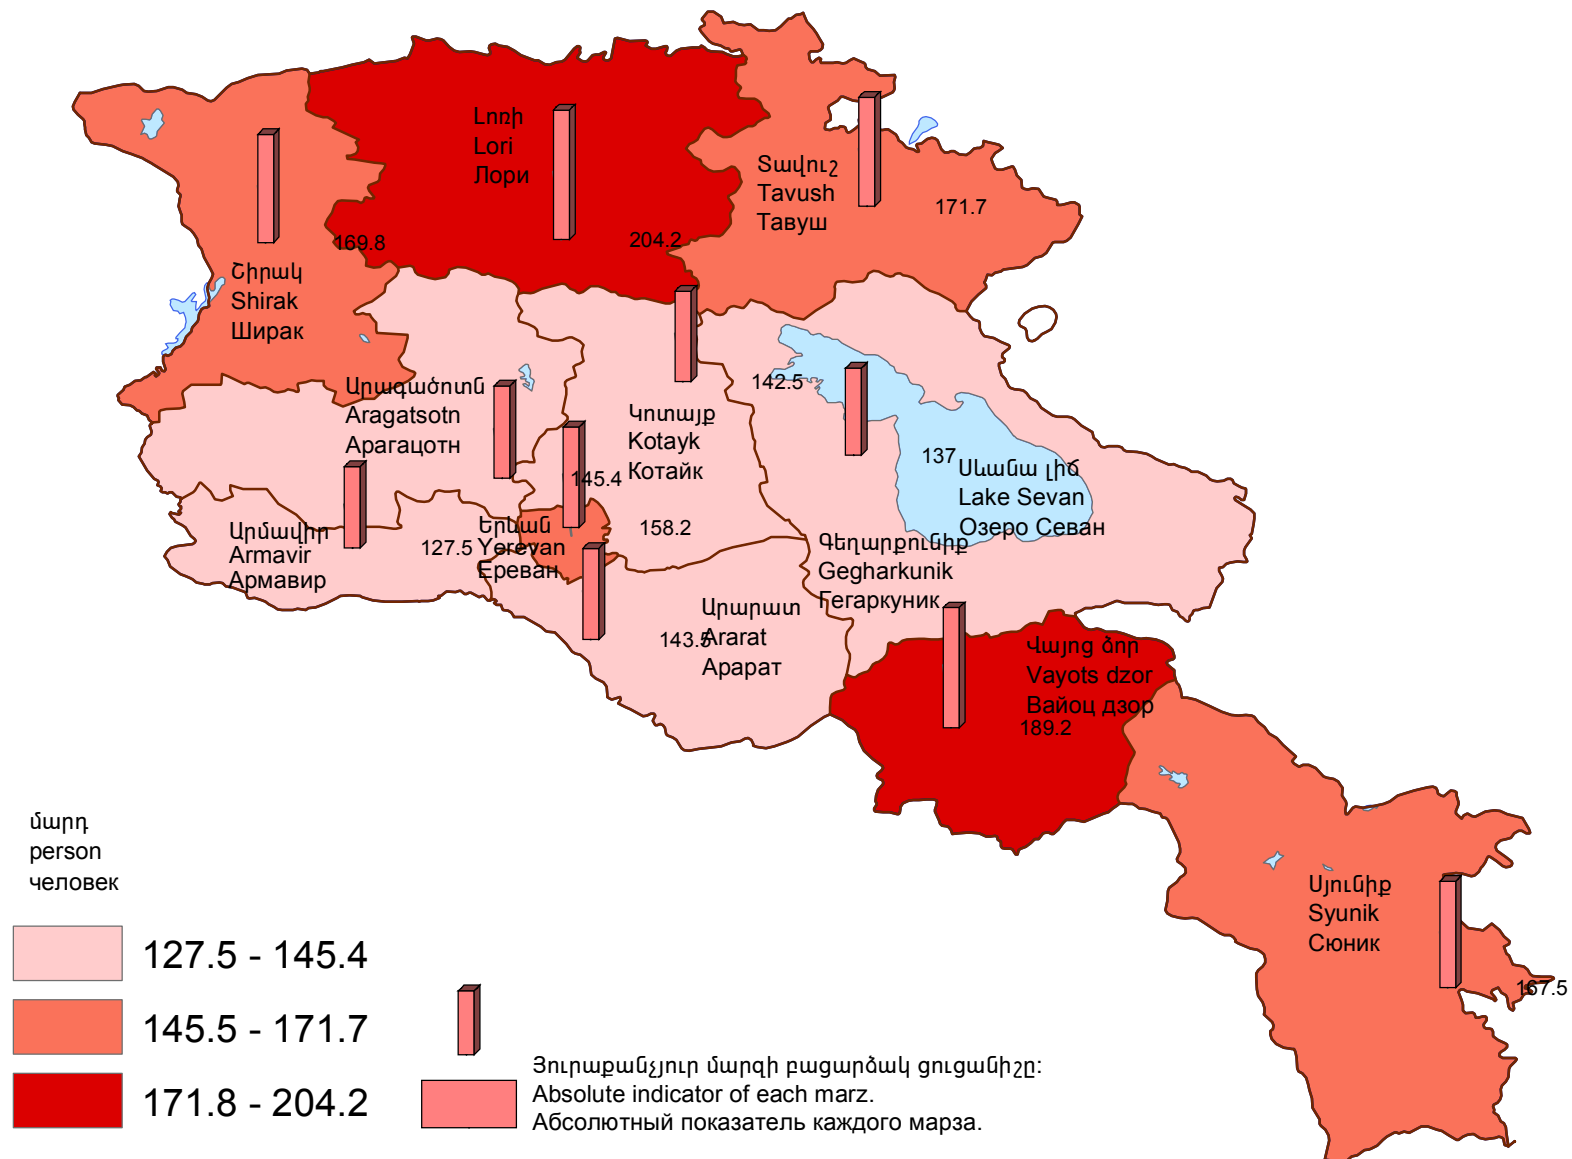 Լոռի
Lori
Лори
204.2
Տավուշ
Tavush
Тавуш
171.7
169.8
Շիրակ
Shirak
Ширак
Արագածոտն
Aragatsotn
Арагацотн
145.4
Կոտայք
Kotayk
Котайк
142.5
137
Սևանա լիճ
Lake Sevan
Озеро Севан
Արմավիր
Armavir
Армавир
127.5
Երևան
Yerevan
Ереван
158.2
Գեղարքունիք
Gegharkunik
Гегаркуник
Արարատ
Ararat
Арарат
143.5
Վայոց ձոր
Vayots dzor
Вайоц дзор
189.2
Սյունիք
Syunik
Сюник
167.5
մարդ
person
человек
127.5 - 145.4
145.5 - 171.7
171.8 - 204.2
Յուրաքանչյուր մարզի բացարձակ ցուցանիշը:
Absolute indicator of each marz.
Абсолютный показатель каждого марза.